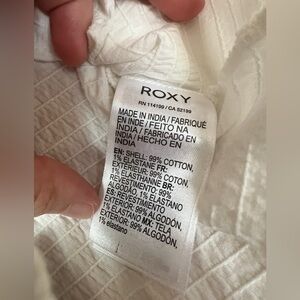 ROXY
RN 114199 / CA 52199
MADE IN INDIA / FABRIQUÉ
EN INDE / FEITO NA
INDIA / FABRICADO EN
INDIA / HECHO EN
INDIA
EN: SHELL: 99% COTTON,
1% ELASTANE FR:
EXTÉRIEUR: 99% COTON,
1% ELASTHANNE BR:
REVESTIMENTO: 99%
ALGODÃO, 1% ELASTANO
ES: REVESTIMIENTO
EXTERIOR: 99% ALGODÓN,
1% ELASTANO MX: TELA
EXTERIOR: 99% ALGODÓN,
1% elastano